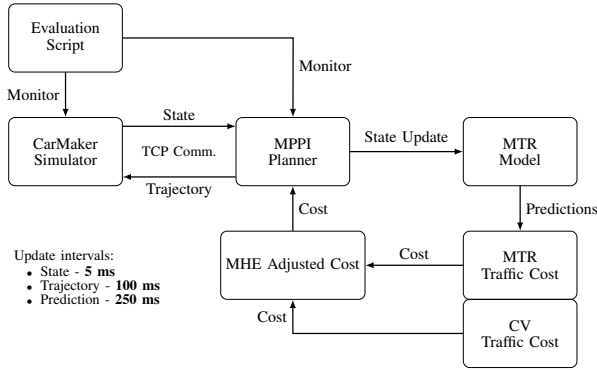 Evaluation
Script
Monitor
Monitor
CarMaker
Simulator
State
TCP Comm.
Trajectory
MPPI
Planner
State Update
MTR
Model
Cost
Predictions
MHE Adjusted Cost
Cost
MTR
Traffic Cost
Cost
CV
Traffic Cost
Update intervals:
• State - 5 ms
• Trajectory - 100 ms
• Prediction - 250 ms